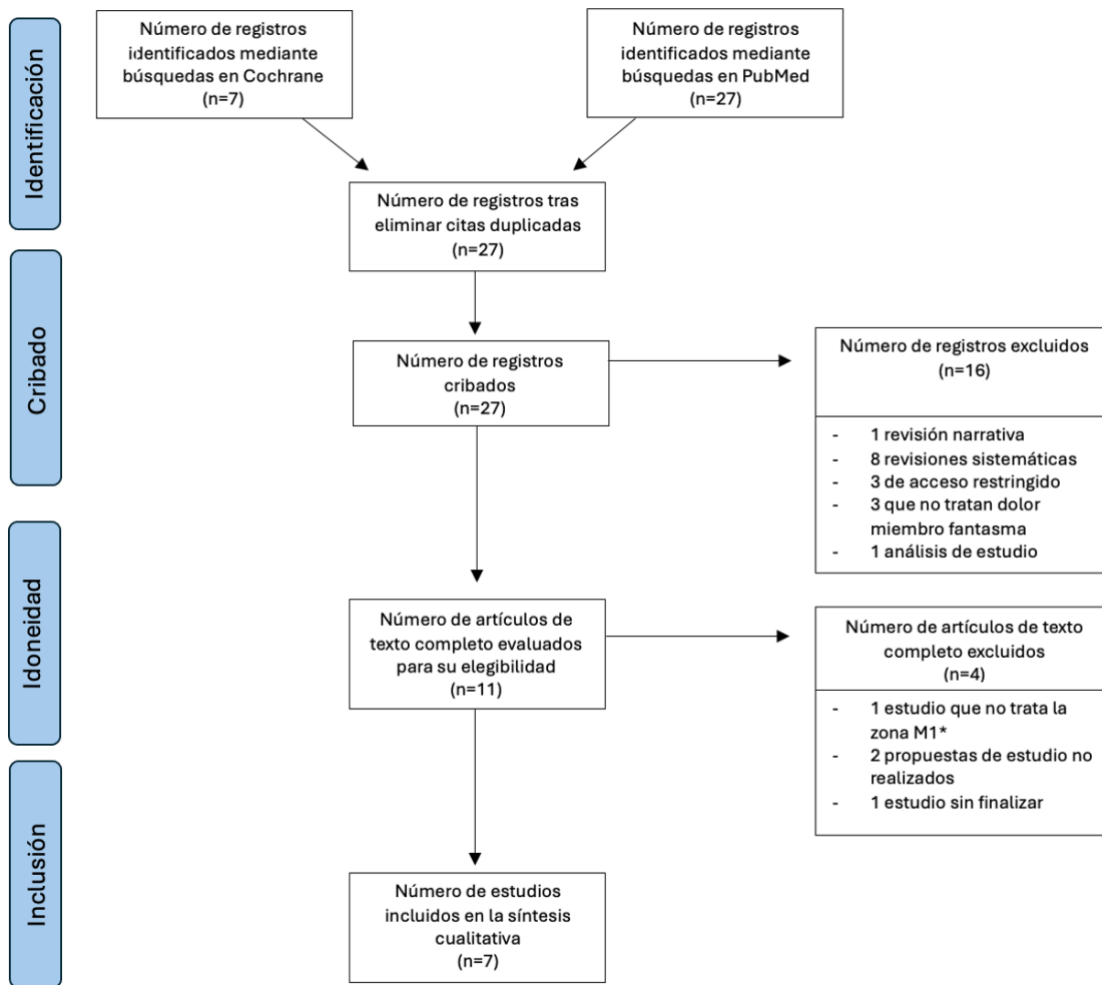 Identificación
Número de registros
identificados mediante
búsquedas en Cochrane
(n=7)
Número de registros
identificados mediante
búsquedas en PubMed
(n=27)
Número de registros tras
eliminar citas duplicadas
(n=27)
Cribado
Número de registros
cribados
(n=27)
Número de registros excluidos
(n=16)
- 1 revisión narrativa
- 8 revisiones sistemáticas
- 3 de acceso restringido
- 3 que no tratan dolor
miembro fantasma
- 1 análisis de estudio
Idoneidad
Número de artículos de
texto completo evaluados
para su elegibilidad
(n=11)
Número de artículos de texto
completo excluidos
(n=4)
- 1 estudio que no trata la
zona M1*
- 2 propuestas de estudio no
realizados
- 1 estudio sin finalizar
Inclusión
Número de estudios
incluidos en la síntesis
cualitativa
(n=7)